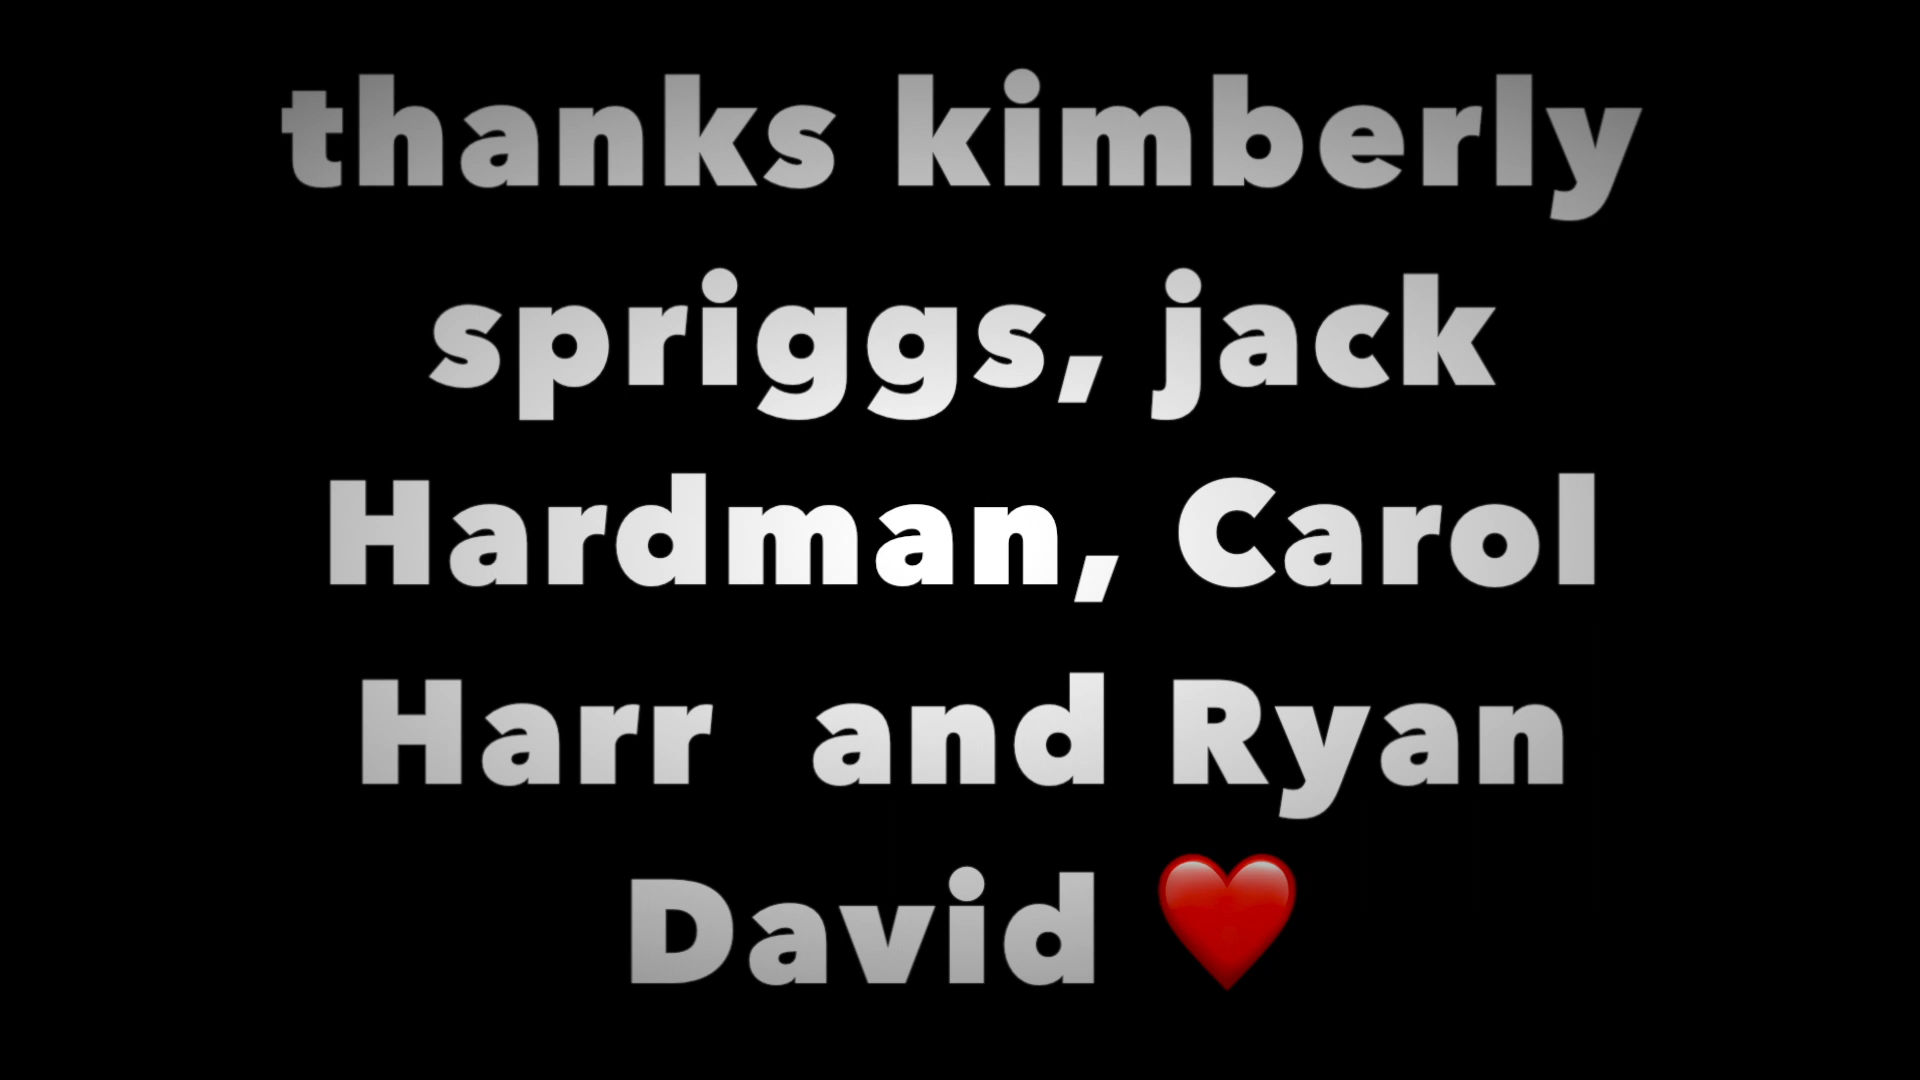 thanks kimberly
spriggs, jack
Hardman, Carol
Harr  and Ryan
David ❤️